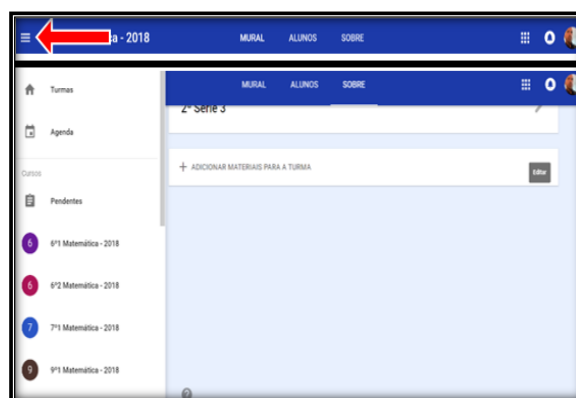 a - 2018 MURAL ALUNOS SOBRE
MURAL ALUNOS SOBRE
Turmas
2º Série 3
Agenda
+ ADICIONAR MATERIAIS PARA A TURMA
Editar
Cursos
Pendentes
6 6º1 Matemática - 2018
6 6º2 Matemática - 2018
7 7º1 Matemática - 2018
9 9º1 Matemática - 2018